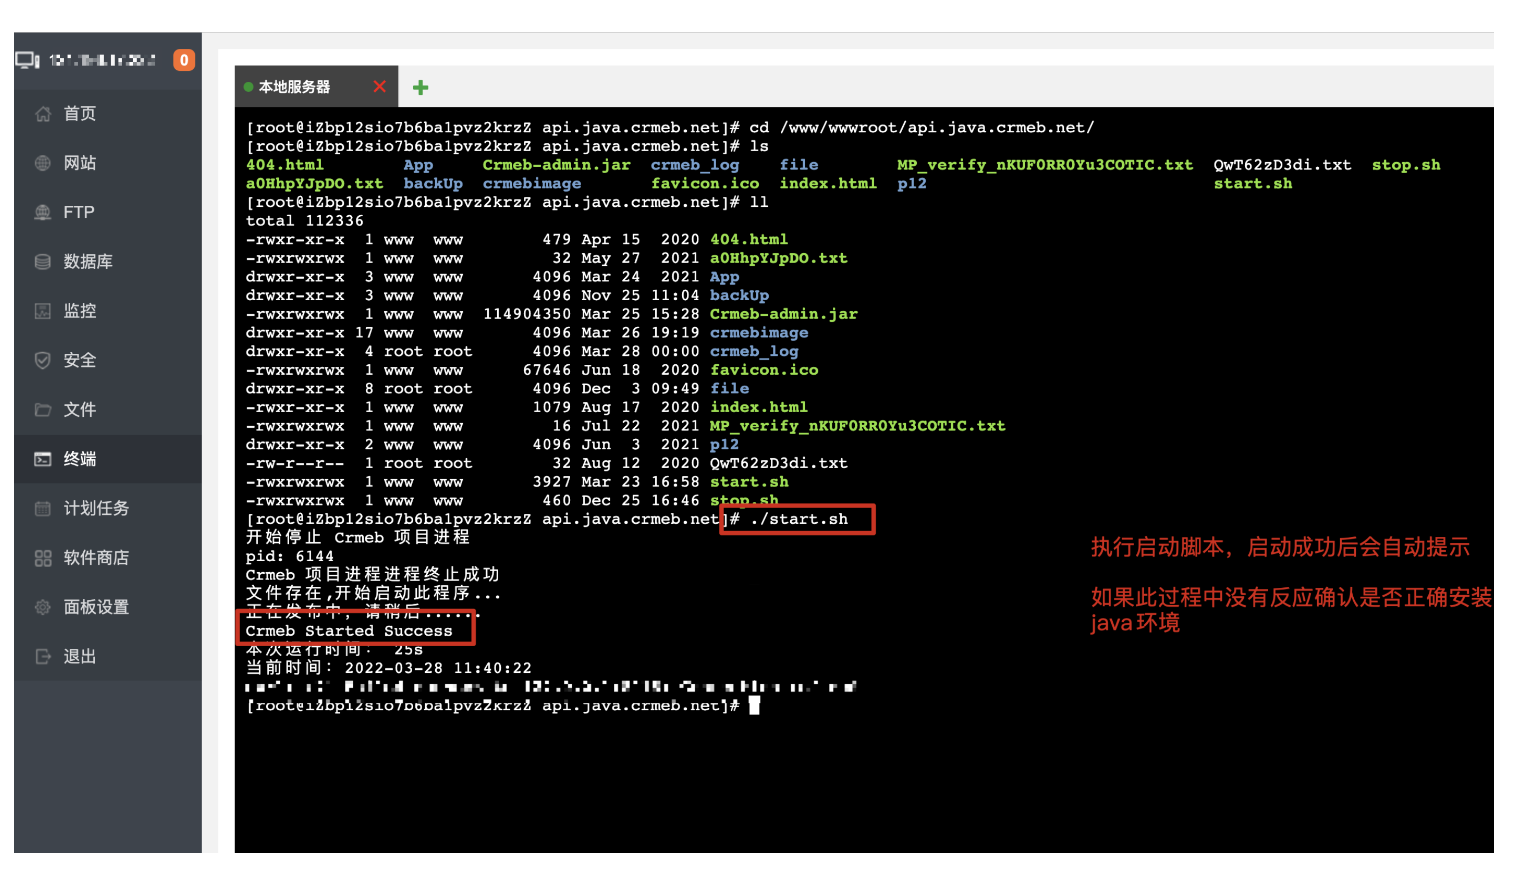 0
首页
网站
FTP
数据库
监控
安全
文件
终端
计划任务
软件商店
面板设置
退出
本地服务器
[root@iZbp12sio7b6ba1pvz2krzZ api.java.crmeb.net]# cd /www/wwwroot/api.java.crmeb.net/
[root@iZbp12sio7b6ba1pvz2krzZ api.java.crmeb.net]# ls
404.html App Crmeb-admin.jar crmeb_log file MP_verify_nKUF0RR0Yu3COTIC.txt QwT62zD3di.txt stop.sh
a0HhpYJpDO.txt backUp crmebimage favicon.ico index.html p12 start.sh
[root@iZbp12sio7b6ba1pvz2krzZ api.java.crmeb.net]# ll
total 112336
-rwxr-xr-x 1 www www 479 Apr 15 2020 404.html
-rwxrwxrwx 1 www www 32 May 27 2021 a0HhpYJpDO.txt
drwxr-xr-x 3 www www 4096 Mar 24 2021 App
drwxr-xr-x 3 www www 4096 Nov 25 11:04 backUp
-rwxrwxrwx 1 www www 114904350 Mar 25 15:28 Crmeb-admin.jar
drwxr-xr-x 17 www www 4096 Mar 26 19:19 crmebimage
drwxr-xr-x 4 root root 4096 Mar 28 00:00 crmeb_log
-rwxrwxrwx 1 www www 67646 Jun 18 2020 favicon.ico
drwxr-xr-x 8 root root 4096 Dec 3 09:49 file
-rwxr-xr-x 1 www www 1079 Aug 17 2020 index.html
-rwxrwxrwx 1 www www 16 Jul 22 2021 MP_verify_nKUF0RR0Yu3COTIC.txt
drwxr-xr-x 2 www www 4096 Jun 3 2021 p12
-rw-r--r-- 1 root root 32 Aug 12 2020 QwT62zD3di.txt
-rwxrwxrwx 1 www www 3927 Mar 23 16:58 start.sh
-rwxrwxrwx 1 www www 460 Dec 25 16:46 stop.sh
[root@iZbp12sio7b6ba1pvz2krzZ api.java.crmeb.net]# ./start.sh
开始停止 Crmeb 项目进程
pid: 6144
Crmeb 项目进程进程终止成功
文件存在,开始启动此程序...
正在发布中，请稍后......
Crmeb Started Success
本次运行时间： 25s
当前时间：2022-03-28 11:40:22
[root@iZbp12sio7b6ba1pvz2krzZ api.java.crmeb.net]#
执行启动脚本，启动成功后会自动提示
如果此过程中没有反应确认是否正确安装
java环境